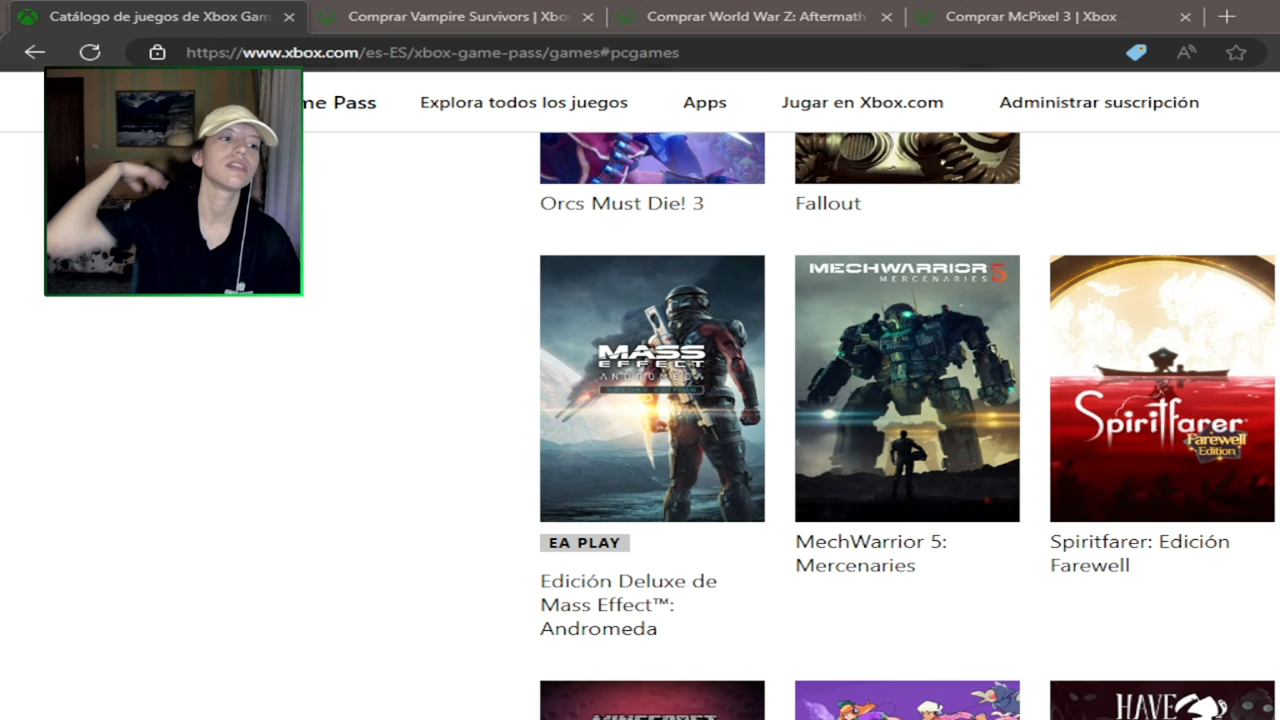 Catálogo de juegos de Xbox Gam
Comprar Vampire Survivors | Xbo
Comprar World War Z: Aftermath
Comprar McPixel 3 | Xbox
https://www.xbox.com/es-ES/xbox-game-pass/games#pcgames
me Pass
Explora todos los juegos
Apps
Jugar en Xbox.com
Administrar suscripción
Orcs Must Die! 3
Fallout
MASS
EFFECT
ANDROMEDA
DELUXE EDITION
MECHWARRIOR 5
MERCENARIES
Spiritfarer
Farewell
Edition
EA PLAY
Edición Deluxe de
Mass Effect™:
Andromeda
MechWarrior 5:
Mercenaries
Spiritfarer: Edición
Farewell
MINECRAFT
HAVE